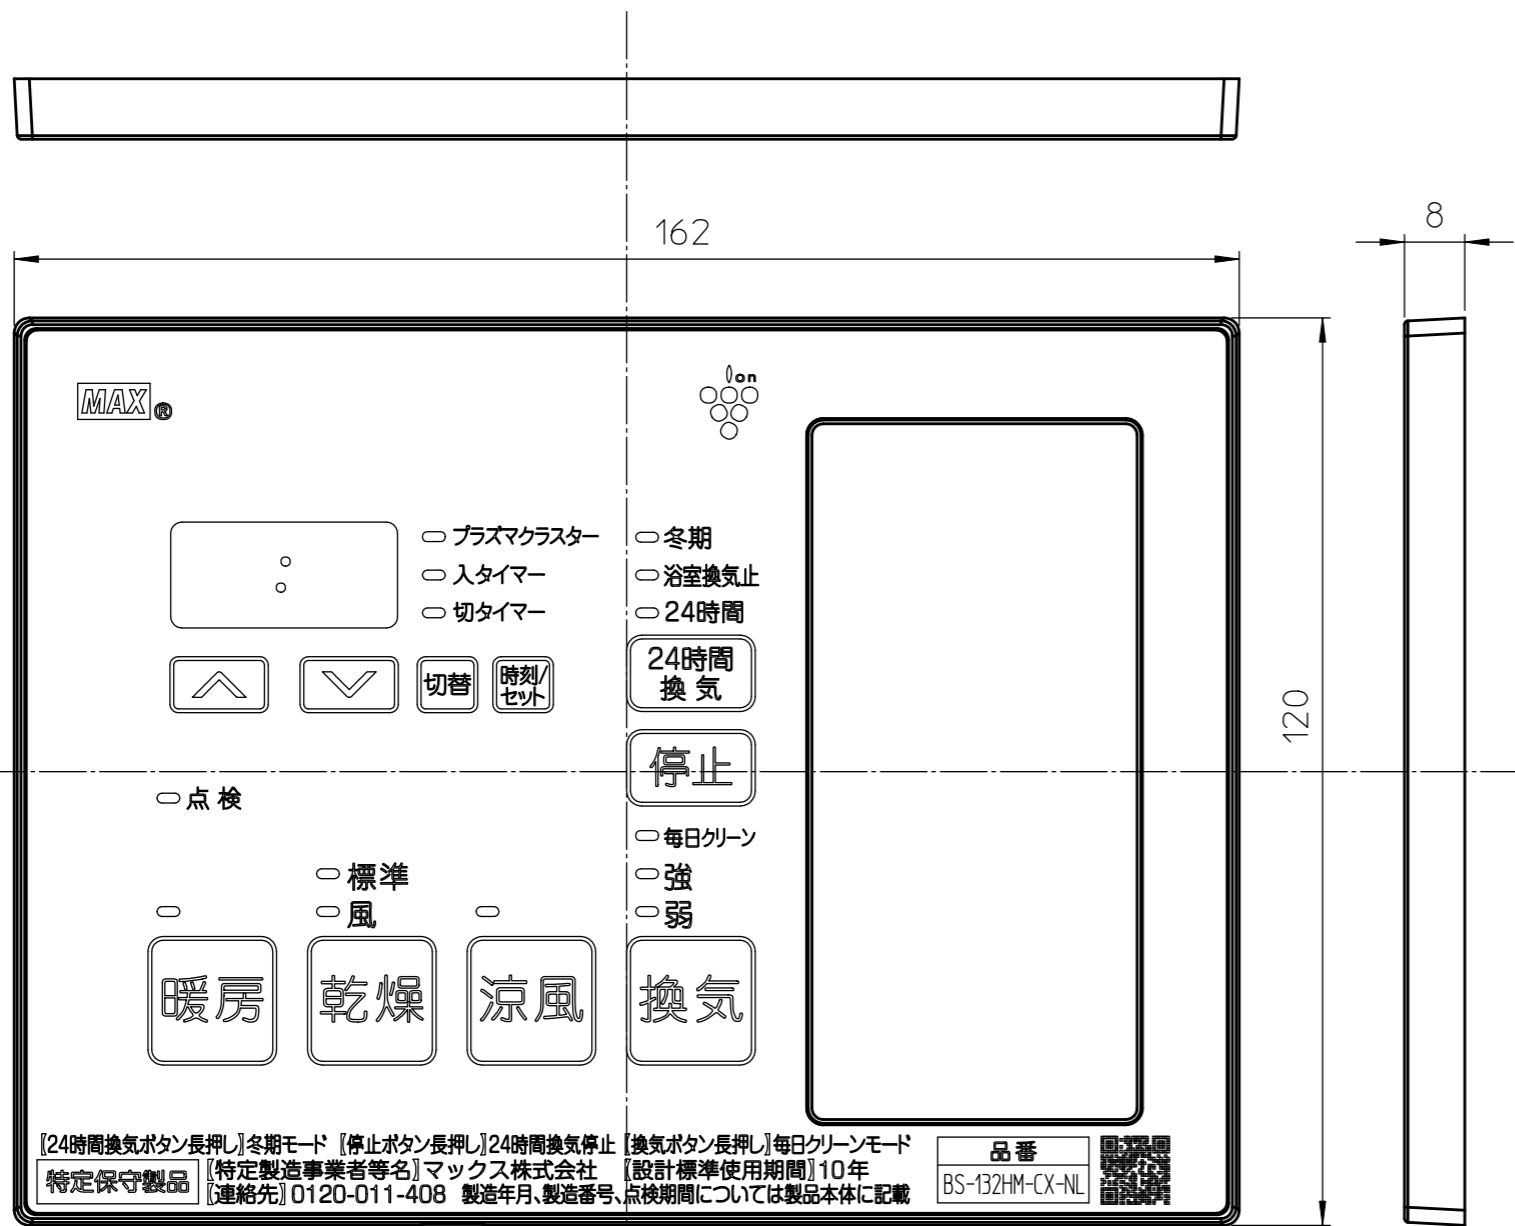 162
8
MAX®
ion
プラズマクラスター
入タイマー
切タイマー
冬期
浴室換気止
24時間
切替
時刻/
セット
24時間
換気
停止
120
点検
毎日クリーン
標準
風
強
弱
暖房
乾燥
涼風
換気
〖24時間換気ボタン長押し〗冬期モード 〖停止ボタン長押し〗24時間換気停止 〖換気ボタン長押し〗毎日クリーンモード
特定保守製品
〖特定製造事業者等名〗マックス株式会社 〖設計標準使用期間〗10年
〖連絡先〗0120-011-408 製造年月、製造番号、点検期間については製品本体に記載
品番
BS-132HM-CX-NL